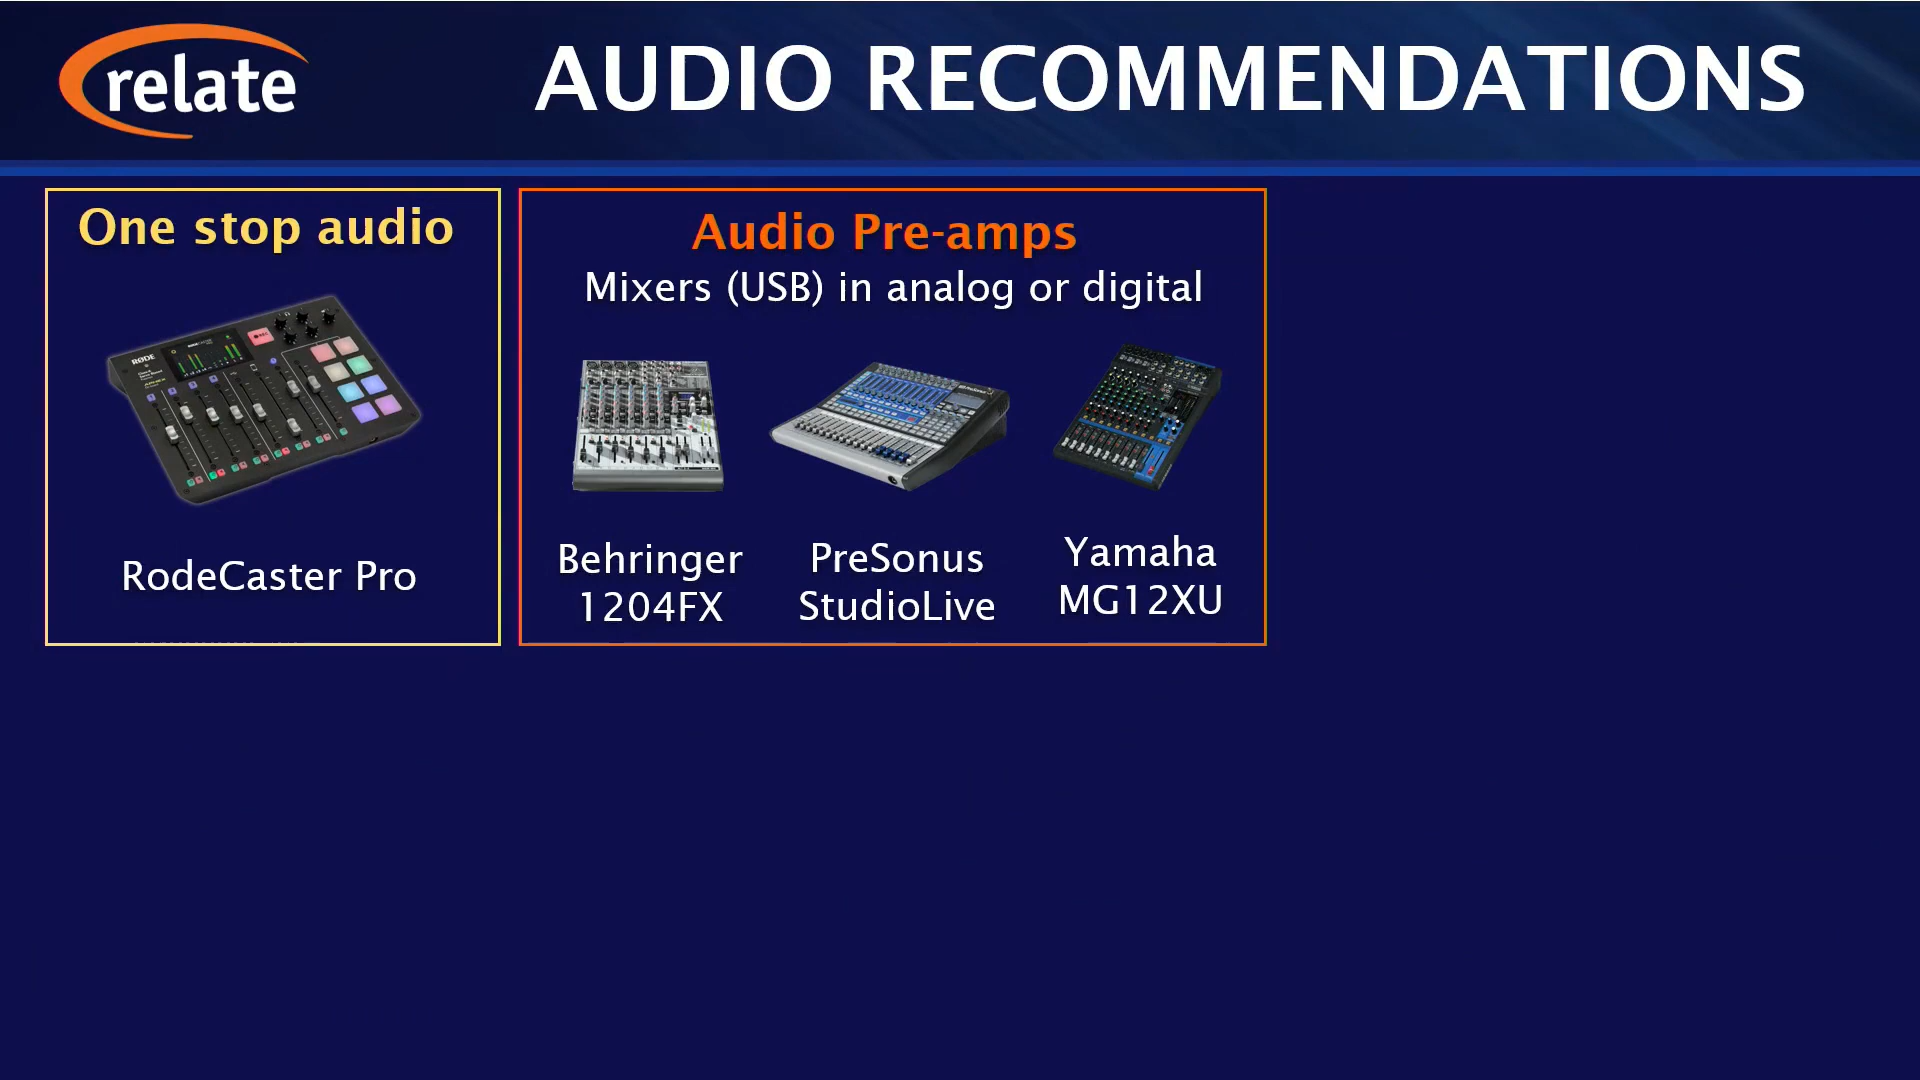 relate
AUDIO RECOMMENDATIONS
One stop audio
RØDE
RodeCaster Pro
Audio Pre-amps
Mixers (USB) in analog or digital
Behringer
1204FX
PreSonus
StudioLive
Yamaha
MG12XU